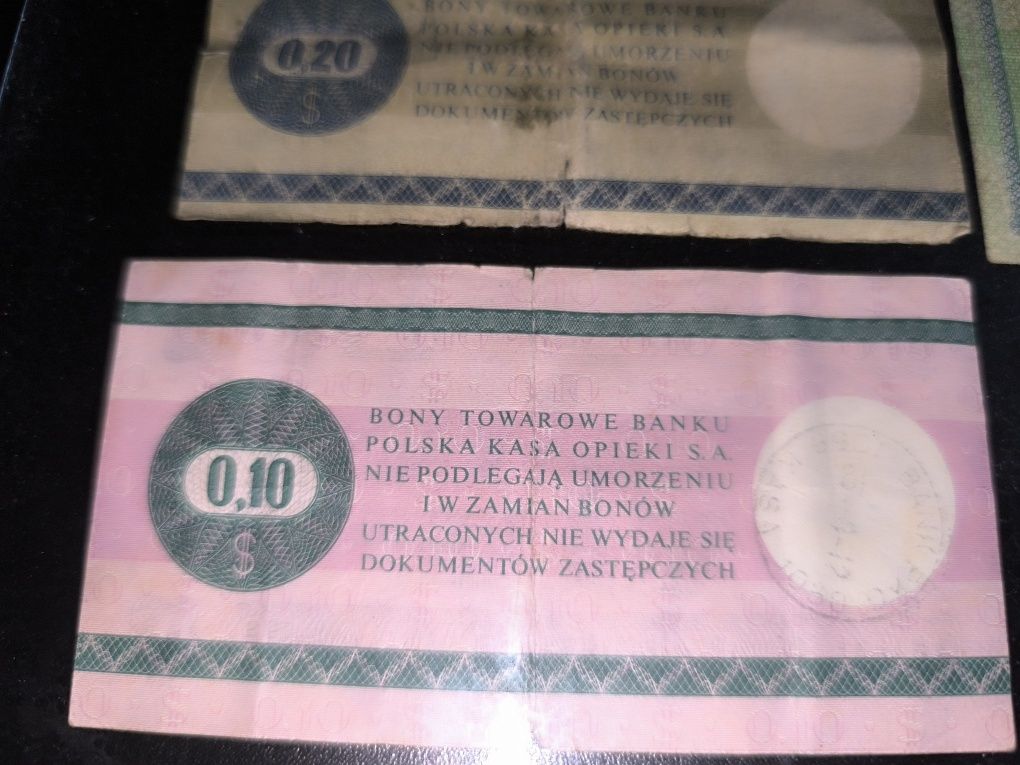 BONY TOWAROWE BANKU
POLSKA KASA OPIEKI S.A.
NIE PODLEGAJĄ UMORZENIU
I W ZAMIAN BONÓW
UTRACONYCH NIE WYDAJE SIĘ
DOKUMENTÓW ZASTĘPCZYCH
0,20
$
BONY TOWAROWE BANKU
POLSKA KASA OPIEKI S.A.
NIE PODLEGAJĄ UMORZENIU
I W ZAMIAN BONÓW
UTRACONYCH NIE WYDAJE SIĘ
DOKUMENTÓW ZASTĘPCZYCH
0,10
$